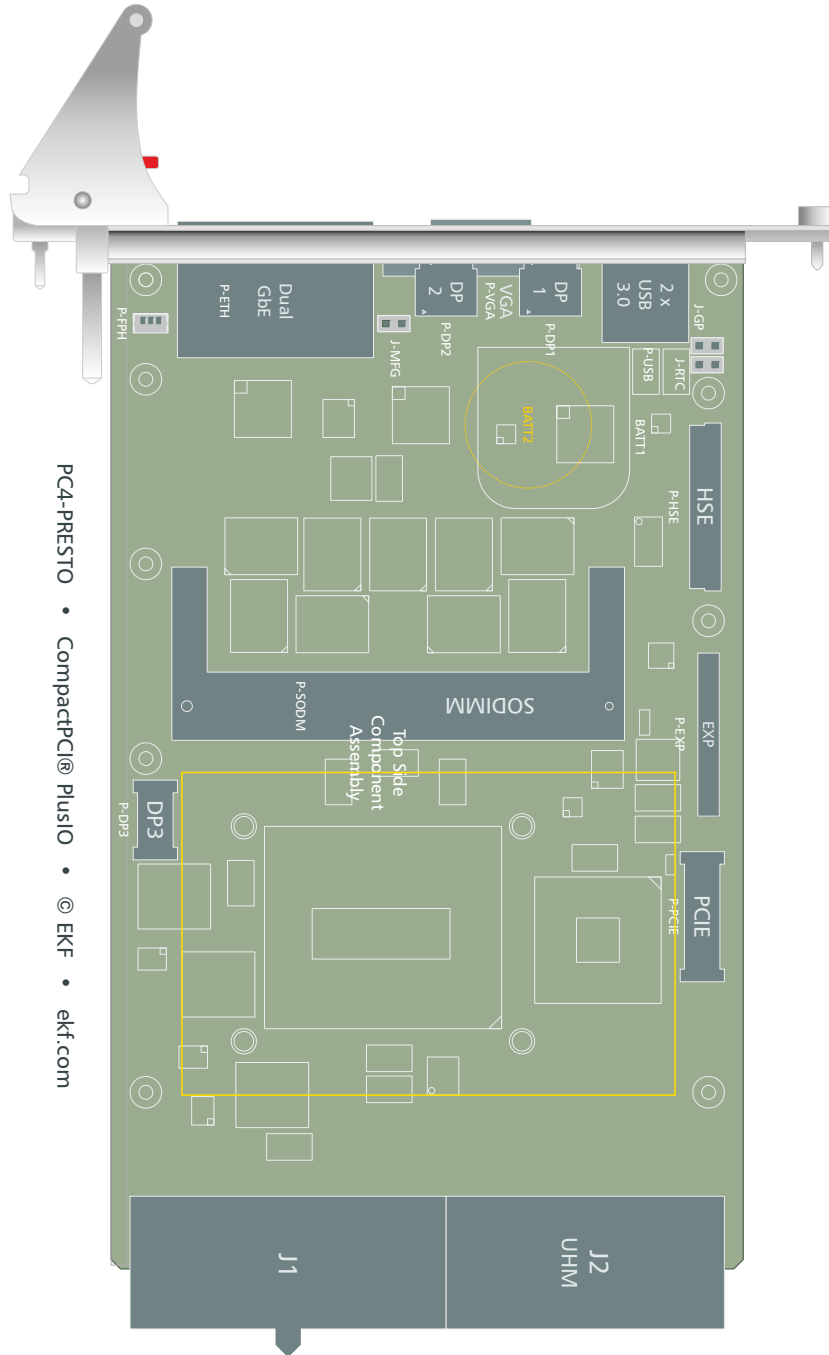 Dual
GbE
P-ETH
P-FPH
DP
2
VGA
P-VGA
DP
1
2 x
USB
3.0
J-GP
J-MFG
P-DP2
P-DP1
P-USB
J-RTC
BATT2
BATT1
HSE
P-HSE
SODIMM
P-SODM
EXP
P-EXP
Top Side
Component
Assembly
DP3
P-DP3
PCIE
P-PCIE
J1
J2
UHM
PC4-PRESTO • CompactPCI® PlusIO • © EKF • ekf.com